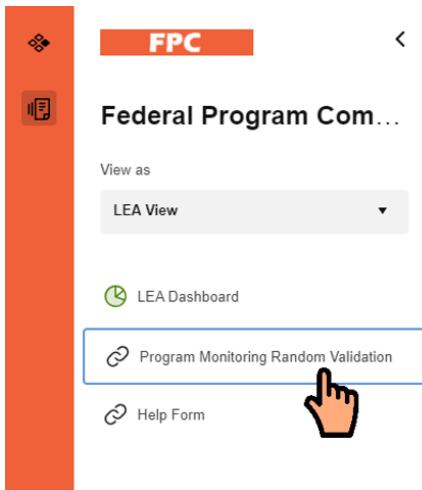 FPC
Federal Program Com...
View as
LEA View
LEA Dashboard
Program Monitoring Random Validation
Help Form